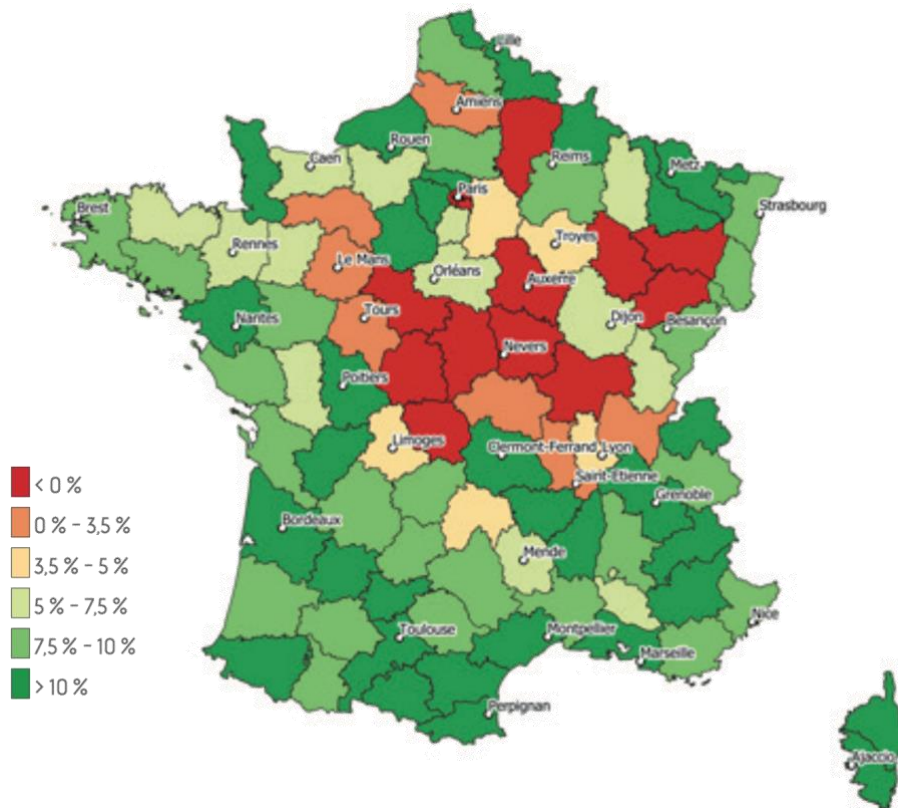 Lille
Amiens
Rouen
Reims
Caen
Metz
Paris
Strasbourg
Brest
Rennes
Troyes
Le Mans
Orléans
Auxerre
Nantes
Tours
Dijon
Besançon
Nevers
Poitiers
Limoges
Clermont-Ferrand
Lyon
Saint-Etienne
Grenoble
Bordeaux
Mende
Nice
Toulouse
Montpellier
Marseille
Perpignan
Ajaccio
< 0 %
0 % – 3,5 %
3,5 % – 5 %
5 % – 7,5 %
7,5 % – 10 %
> 10 %